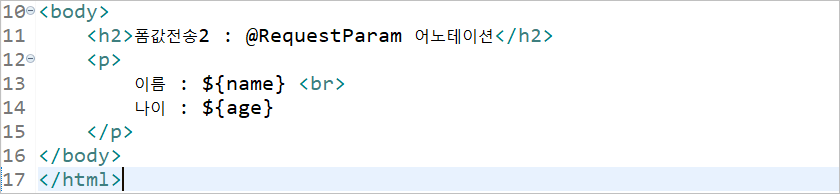 10 <body>
11     <h2>폼값전송2 : @RequestParam 어노테이션</h2>
12     <p>
13         이름 : ${name} <br>
14         나이 : ${age}
15     </p>
16 </body>
17 </html>